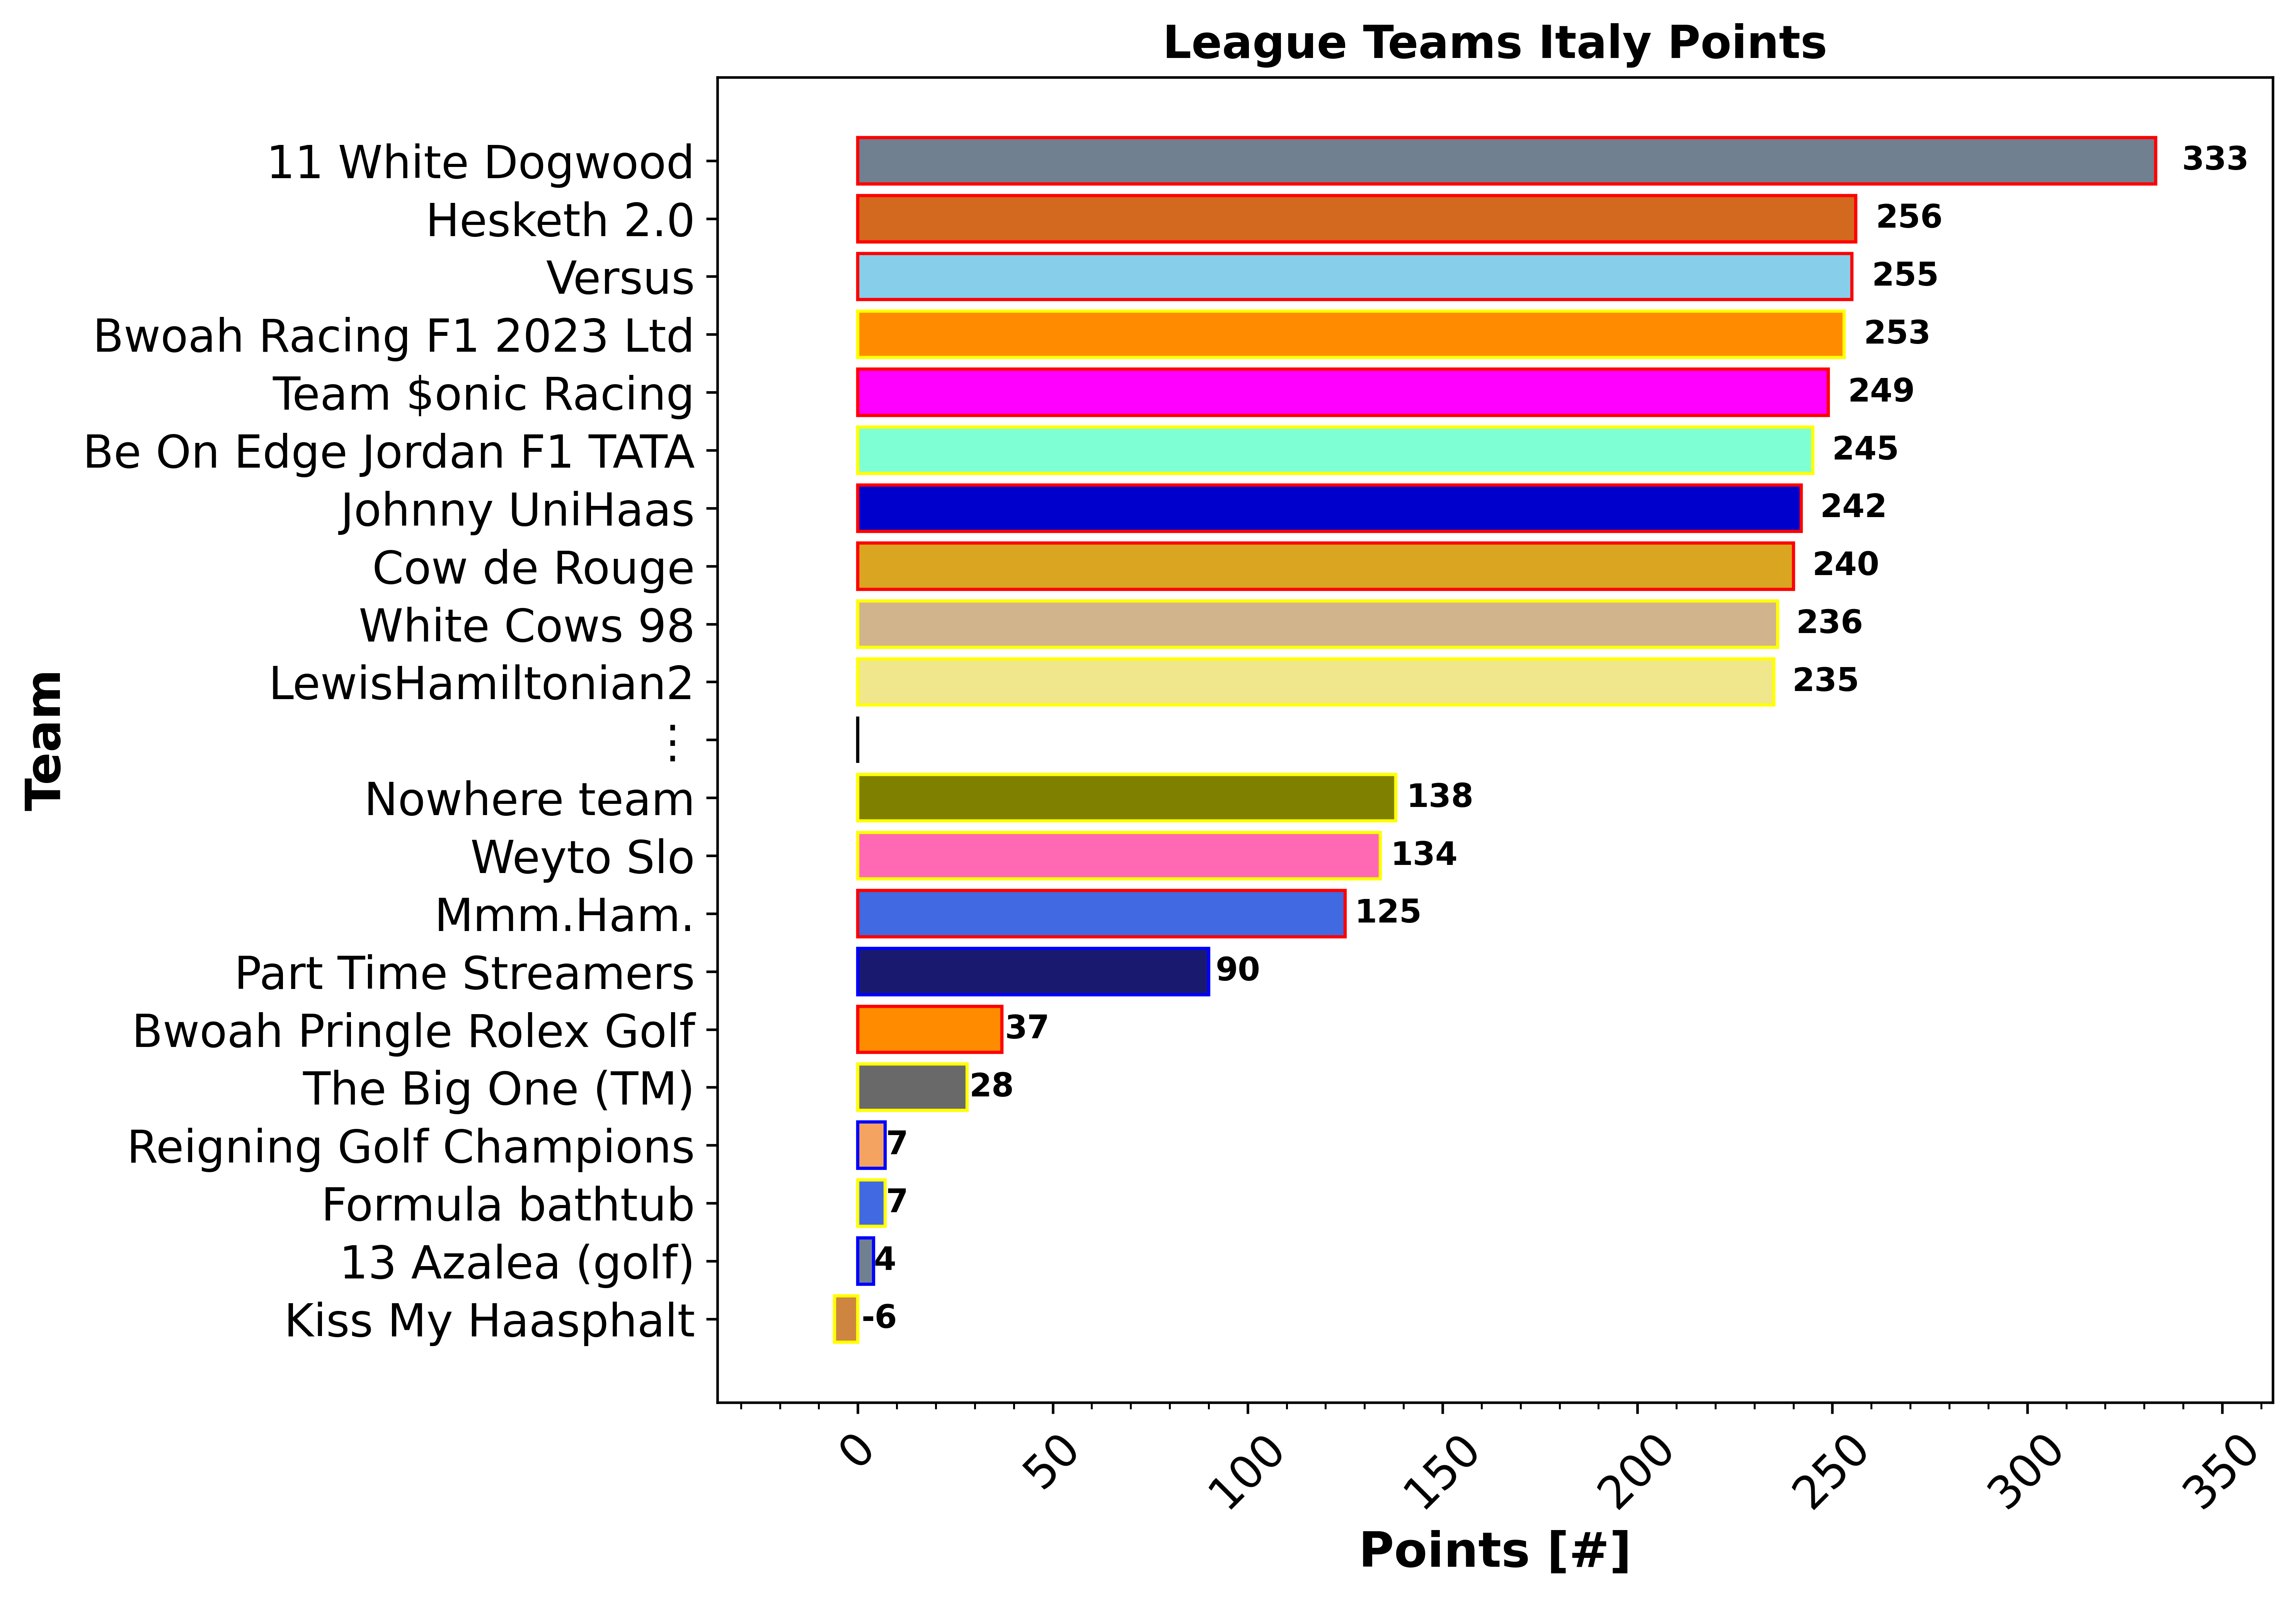 League Teams Italy Points
11 White Dogwood 333
Hesketh 2.0 256
Versus 255
Bwoah Racing F1 2023 Ltd 253
Team $onic Racing 249
Be On Edge Jordan F1 TATA 245
Johnny UniHaas 242
Cow de Rouge 240
White Cows 98 236
LewisHamiltonian2 235
⋮
Nowhere team 138
Weyto Slo 134
Mmm.Ham. 125
Part Time Streamers 90
Bwoah Pringle Rolex Golf 37
The Big One (TM) 28
Reigning Golf Champions 7
Formula bathtub 7
13 Azalea (golf) 4
Kiss My Haasphalt -6
Team
0 50 100 150 200 250 300 350
Points [#]